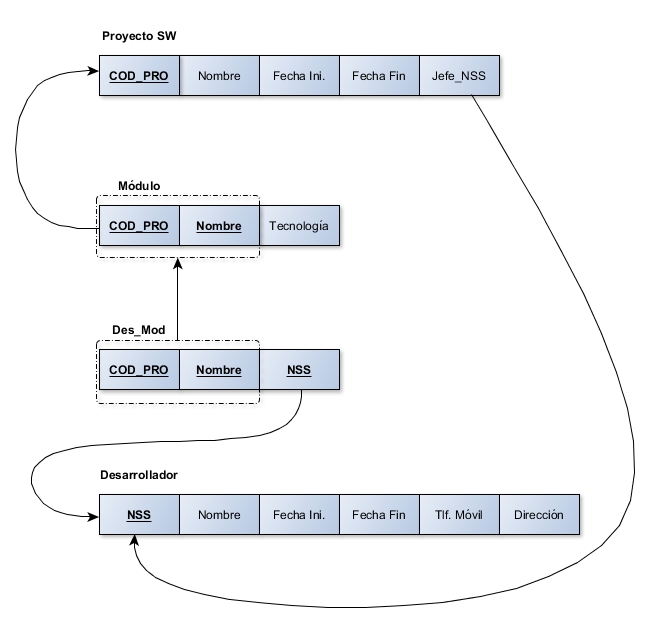 Proyecto SW
COD_PRO Nombre Fecha Ini. Fecha Fin Jefe_NSS
Módulo
COD_PRO Nombre Tecnología
Des_Mod
COD_PRO Nombre NSS
Desarrollador
NSS Nombre Fecha Ini. Fecha Fin Tlf. Móvil Dirección